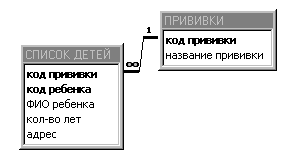 ПРИВИВКИ
код прививки
название прививки
1
∞
СПИСОК ДЕТЕЙ
код прививки
код ребенка
ФИО ребенка
кол-во лет
адрес